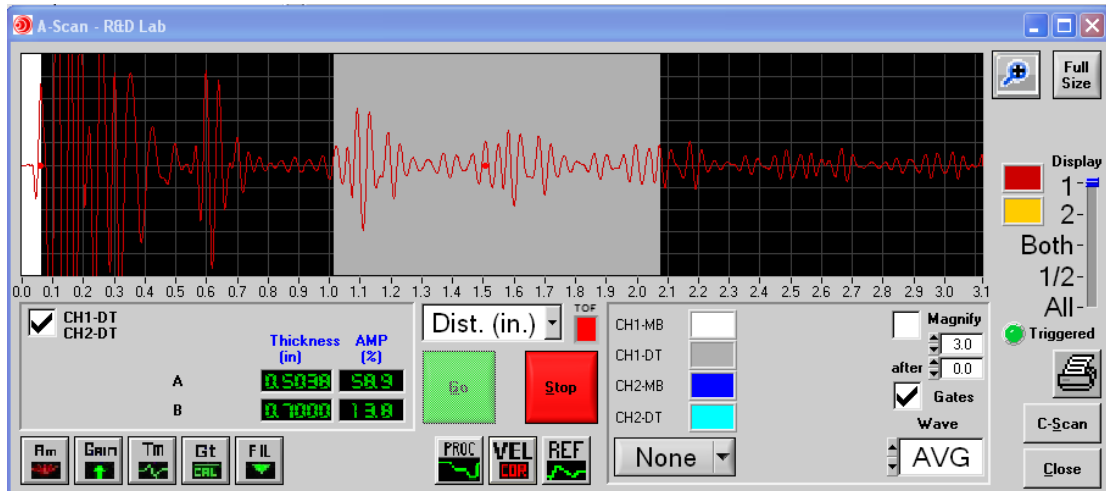 A-Scan - R&D Lab
Full
Size
Display
1-
2-
Both-
1/2-
All-
0.0 0.1 0.2 0.3 0.4 0.5 0.6 0.7 0.8 0.9 1.0 1.1 1.2 1.3 1.4 1.5 1.6 1.7 1.8 1.9 2.0 2.1 2.2 2.3 2.4 2.5 2.6 2.7 2.8 2.9 3.0 3.1
CH1-DT
CH2-DT
Thickness AMP
(in) (%)
A 0.5038 58.9
B 0.7000 13.8
Dist. (in.)
TOF
Go
Stop
CH1-MB
CH1-DT
CH2-MB
CH2-DT
None
Magnify
3.0
after 0.0
Gates
Wave
AVG
Triggered
C-Scan
Close
Am
GAIN
Tm
Gt
CAL
FIL
PROC
VEL
COR
REF